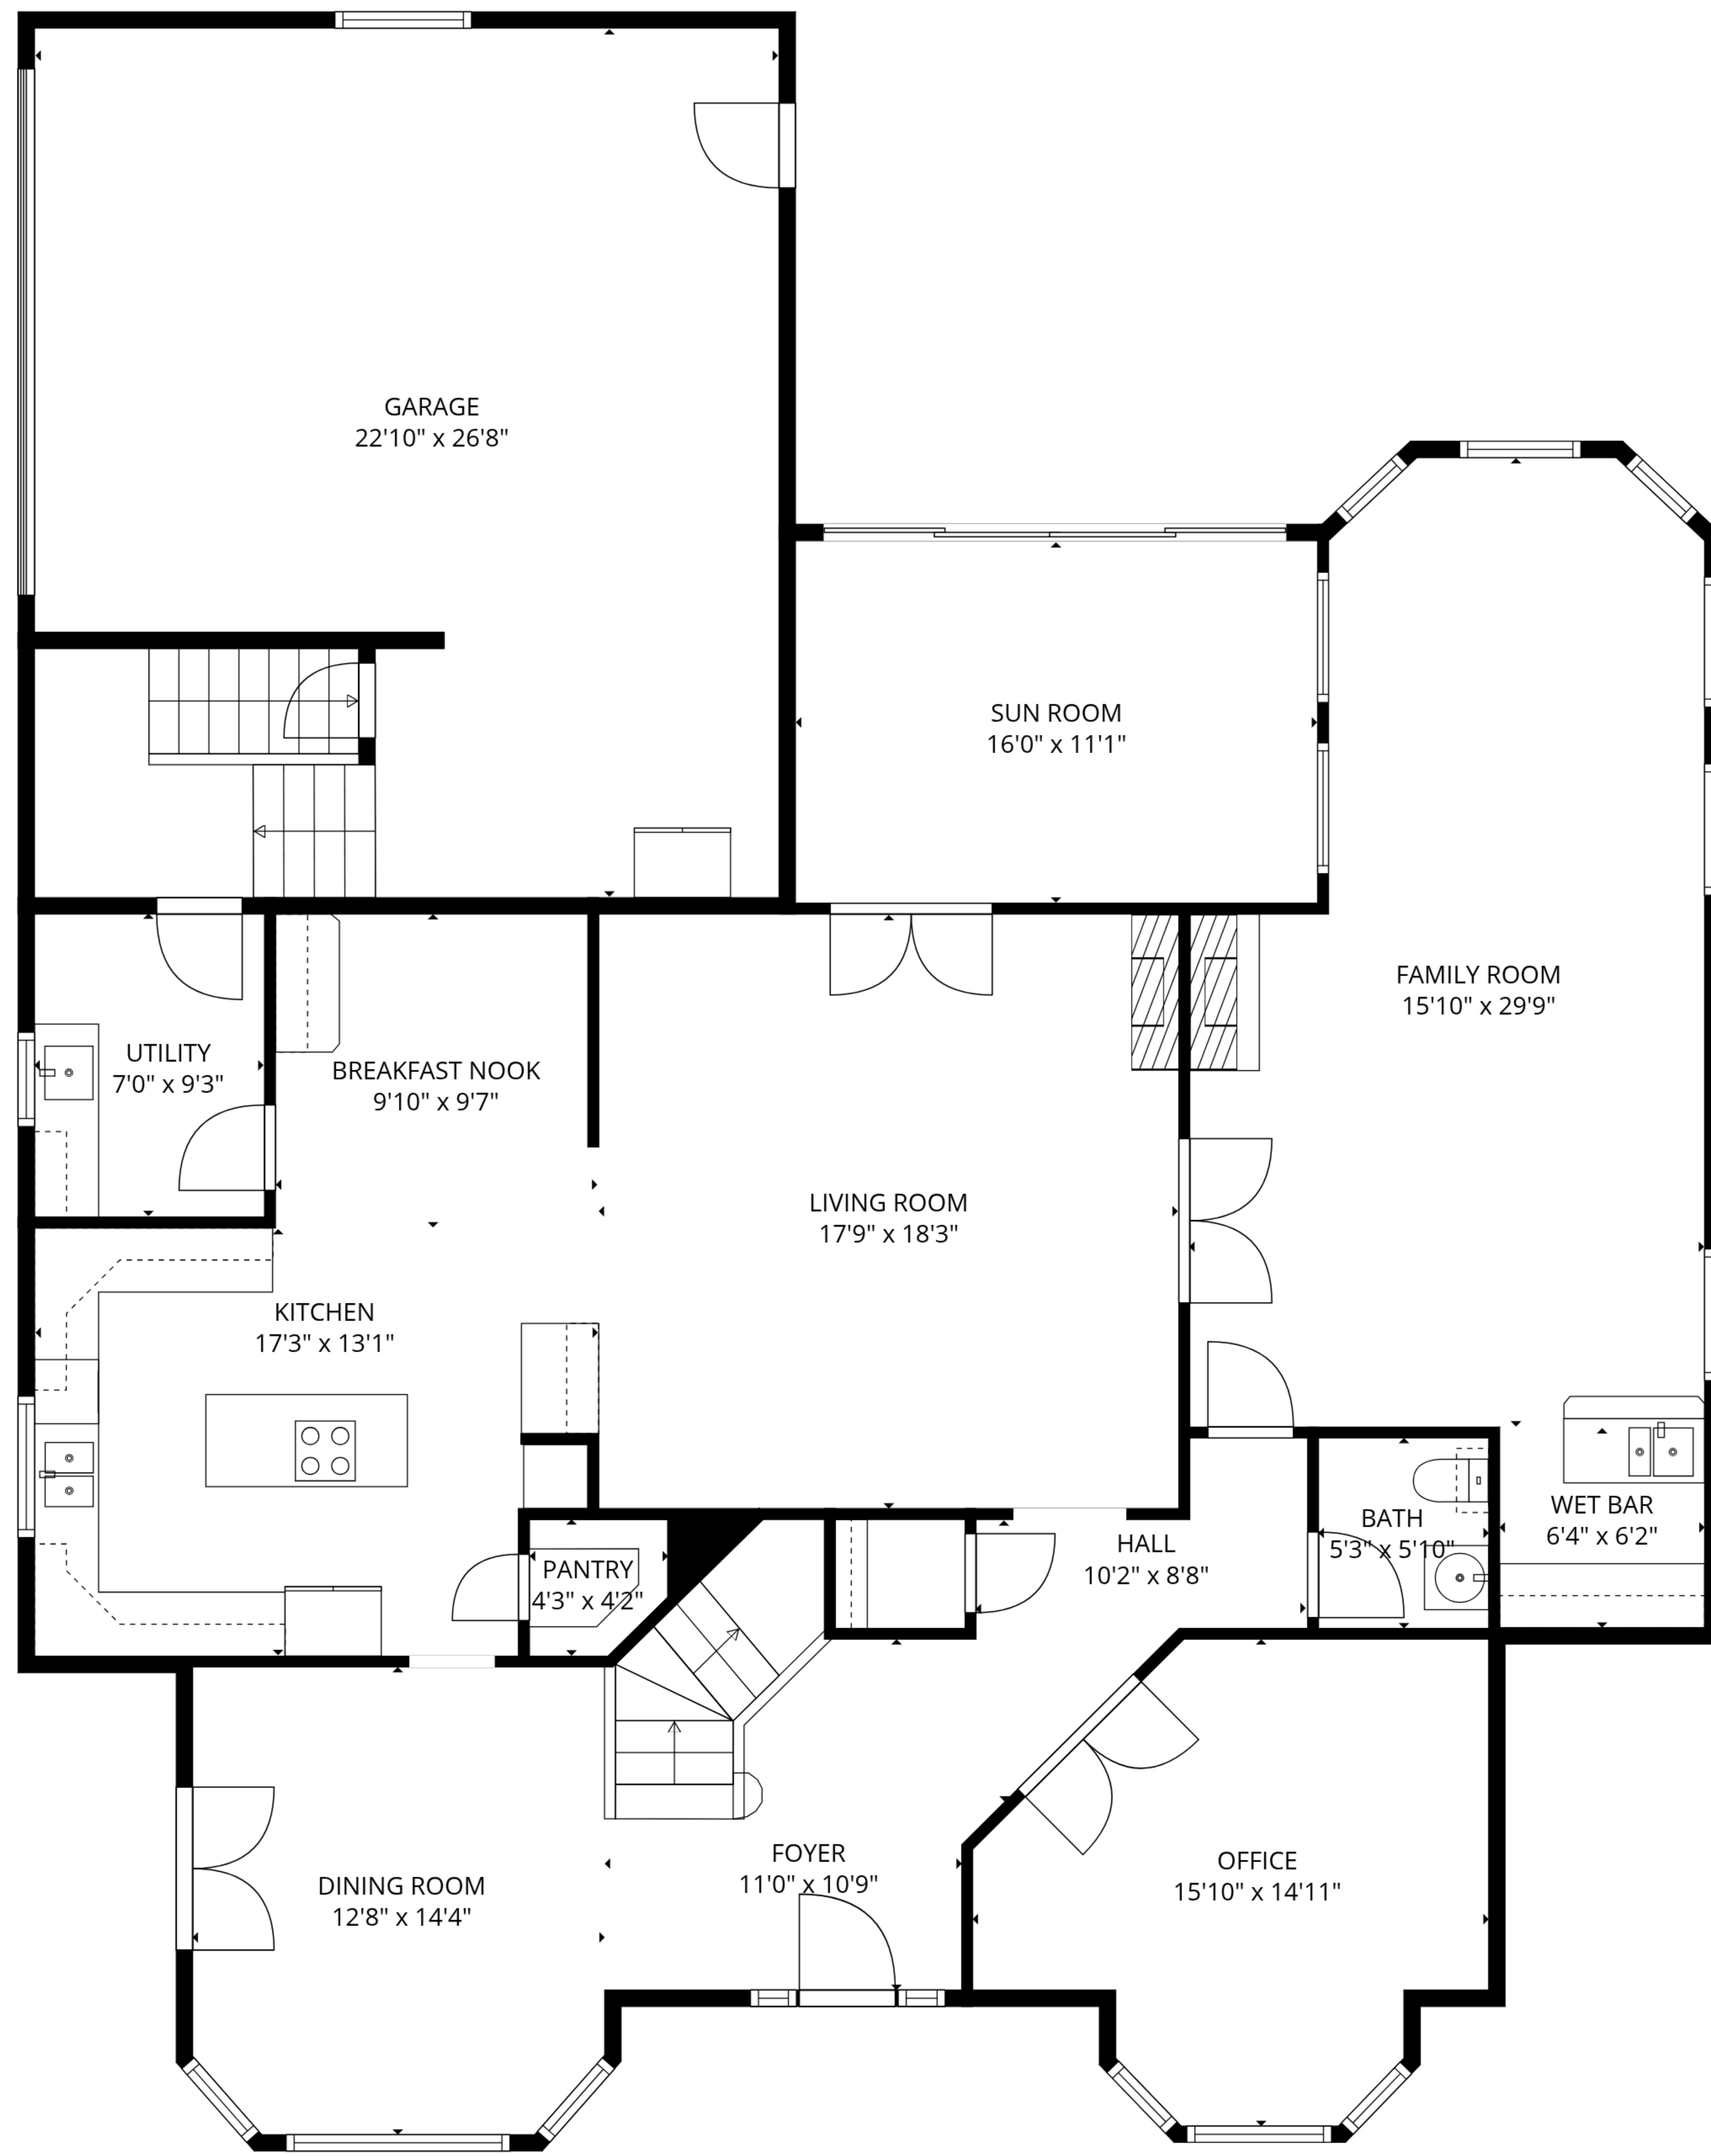 GARAGE
22'10" x 26'8"
SUN ROOM
16'0" x 11'1"
FAMILY ROOM
15'10" x 29'9"
UTILITY
7'0" x 9'3"
BREAKFAST NOOK
9'10" x 9'7"
LIVING ROOM
17'9" x 18'3"
KITCHEN
17'3" x 13'1"
WET BAR
6'4" x 6'2"
BATH
5'3" x 5'10"
HALL
10'2" x 8'8"
PANTRY
4'3" x 4'2"
FOYER
11'0" x 10'9"
OFFICE
15'10" x 14'11"
DINING ROOM
12'8" x 14'4"